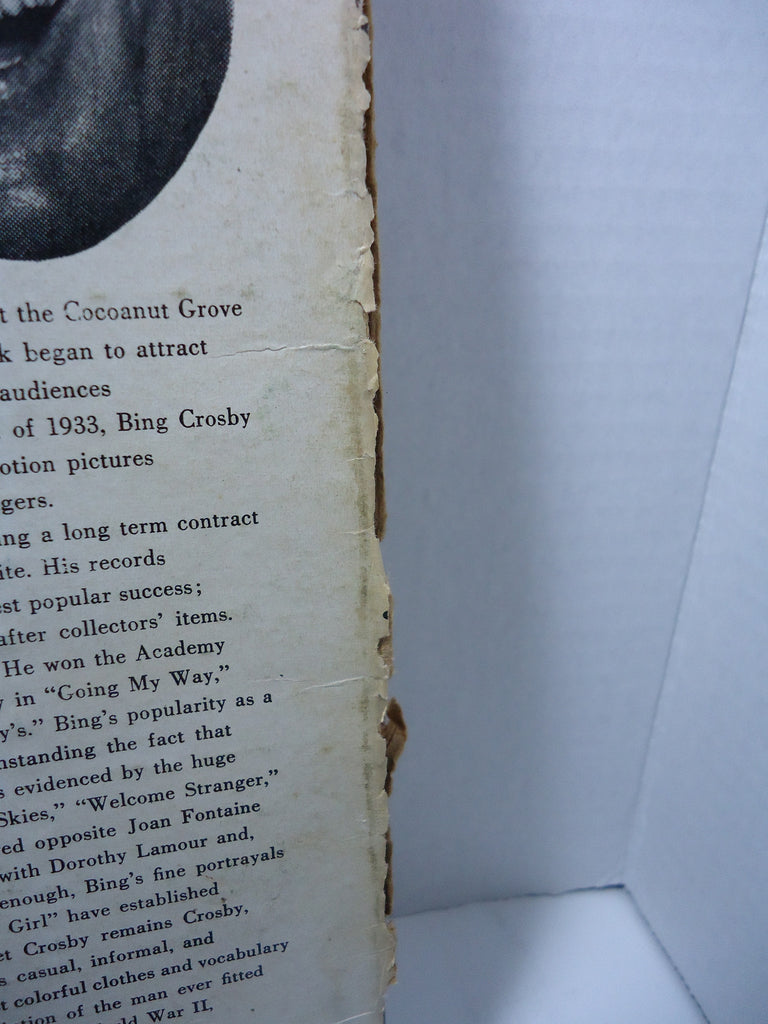 t the Cocoanut Grove
k began to attract
audiences
of 1933, Bing Crosby
otion pictures
gers.
ng a long term contract
ite. His records
st popular success;
after collectors' items.
He won the Academy
y in "Going My Way,"
y's." Bing's popularity as a
nstanding the fact that
s evidenced by the huge
Skies," "Welcome Stranger,"
ed opposite Joan Fontaine
with Dorothy Lamour and,
enough, Bing's fine portrayals
Girl" have established
et Crosby remains Crosby,
s casual, informal, and
t colorful clothes and vocabulary
tion of the man ever fitted
ld War II,